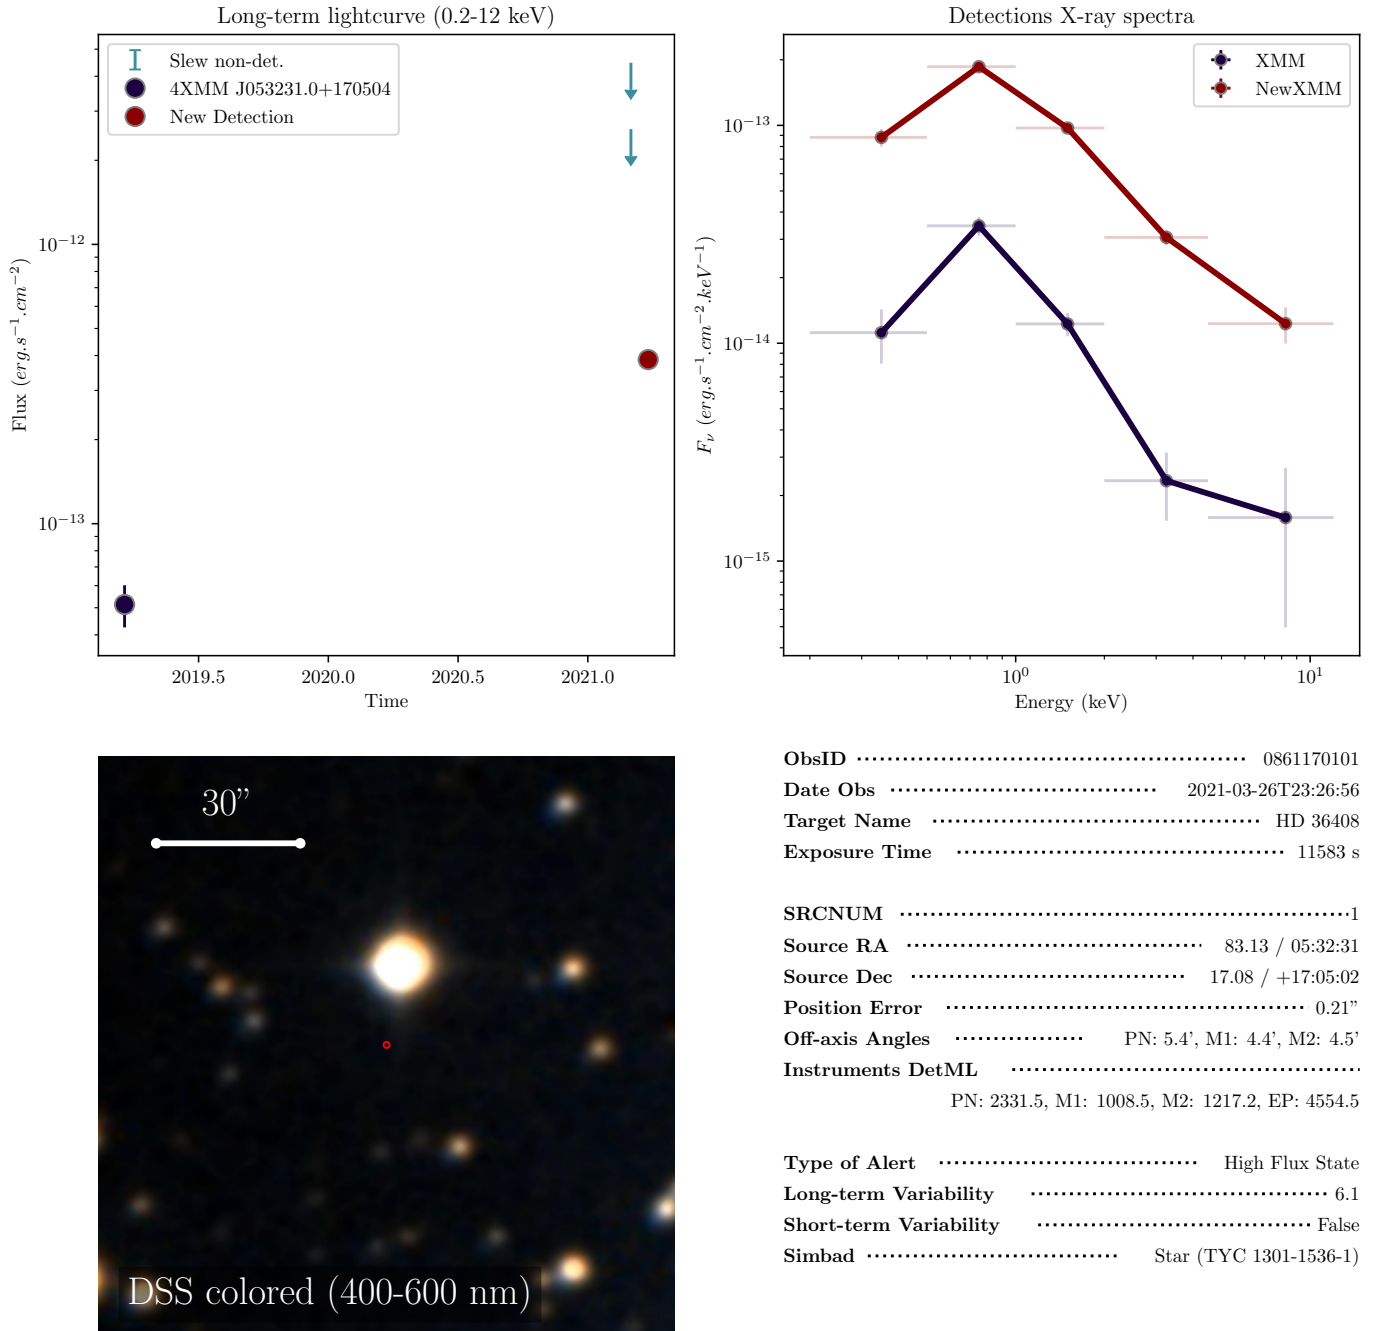 Long-term lightcurve (0.2-12 keV)
Slew non-det.
4XMM J053231.0+170504
New Detection
10⁻¹²
10⁻¹³
Flux (erg.s⁻¹.cm⁻²)
2019.5 2020.0 2020.5 2021.0
Time
Detections X-ray spectra
XMM
NewXMM
10⁻¹³
10⁻¹⁴
10⁻¹⁵
Fν (erg.s⁻¹.cm⁻².keV⁻¹)
10⁰ 10¹
Energy (keV)
30”
DSS colored (400-600 nm)
ObsID 0861170101
Date Obs 2021-03-26T23:26:56
Target Name HD 36408
Exposure Time 11583 s
SRCNUM 1
Source RA 83.13 / 05:32:31
Source Dec 17.08 / +17:05:02
Position Error 0.21”
Off-axis Angles PN: 5.4’, M1: 4.4’, M2: 4.5’
Instruments DetML
PN: 2331.5, M1: 1008.5, M2: 1217.2, EP: 4554.5
Type of Alert High Flux State
Long-term Variability 6.1
Short-term Variability False
Simbad Star (TYC 1301-1536-1)